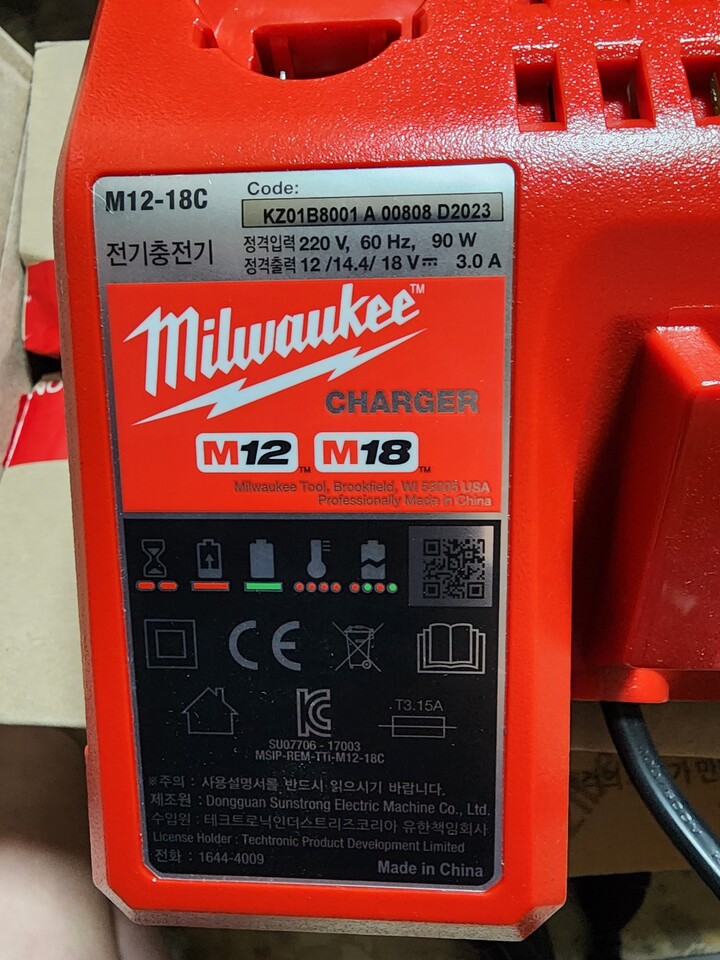 M12-18C
Code:
KZ01B8001 A 00808 D2023
전기충전기
정격입력 220 V, 60 Hz, 90 W
정격출력 12 /14.4/ 18 V⎓ 3.0 A
Milwaukee™
CHARGER
M12™ M18™
Milwaukee Tool, Brookfield, WI 53005 USA
Professionally Made in China
CE
T3.15A
SU07706 - 17003
MSIP-REM-TTi-M12-18C
※주의 : 사용설명서를 반드시 읽으시기 바랍니다.
제조원 : Dongguan Sunstrong Electric Machine Co., Ltd.
수입원 : 테크트로닉인더스트리즈코리아 유한책임회사
License Holder : Techtronic Product Development Limited
전화 : 1644-4009
Made in China